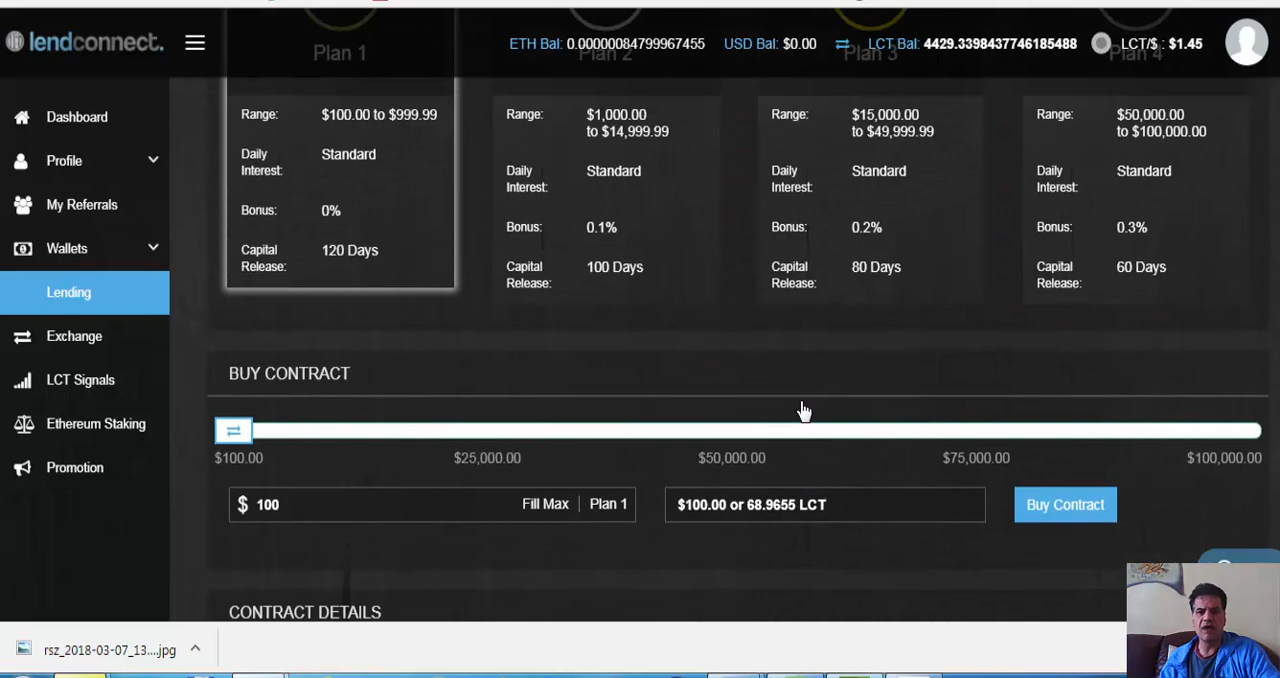 lendconnect.
ETH Bal: 0.00000084799967455 USD Bal: $0.00 LCT Bal: 4429.3398437746185488 LCT/$ : $1.45
Plan 1 Plan 2 Plan 3 Plan 4
Dashboard
Profile
My Referrals
Wallets
Lending
Exchange
LCT Signals
Ethereum Staking
Promotion
Range: $100.00 to $999.99
Daily Interest: Standard
Bonus: 0%
Capital Release: 120 Days
Range: $1,000.00
to $14,999.99
Daily Interest: Standard
Bonus: 0.1%
Capital Release: 100 Days
Range: $15,000.00
to $49,999.99
Daily Interest: Standard
Bonus: 0.2%
Capital Release: 80 Days
Range: $50,000.00
to $100,000.00
Daily Interest: Standard
Bonus: 0.3%
Capital Release: 60 Days
BUY CONTRACT
$100.00 $25,000.00 $50,000.00 $75,000.00 $100,000.00
$ 100 Fill Max Plan 1 $100.00 or 68.9655 LCT Buy Contract
CONTRACT DETAILS
rsz_2018-03-07_13....jpg